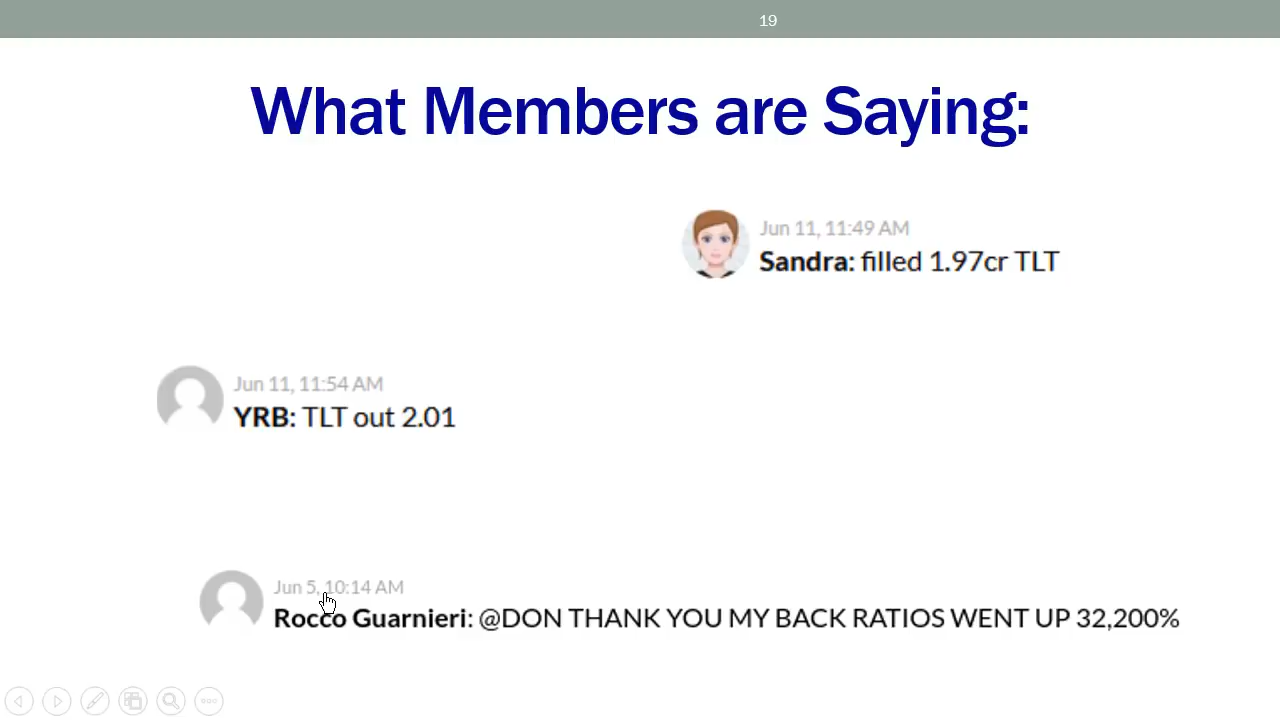 19
What Members are Saying:
Jun 11, 11:49 AM
Sandra: filled 1.97cr TLT
Jun 11, 11:54 AM
YRB: TLT out 2.01
Jun 5, 10:14 AM
Rocco Guarnieri: @DON THANK YOU MY BACK RATIOS WENT UP 32,200%